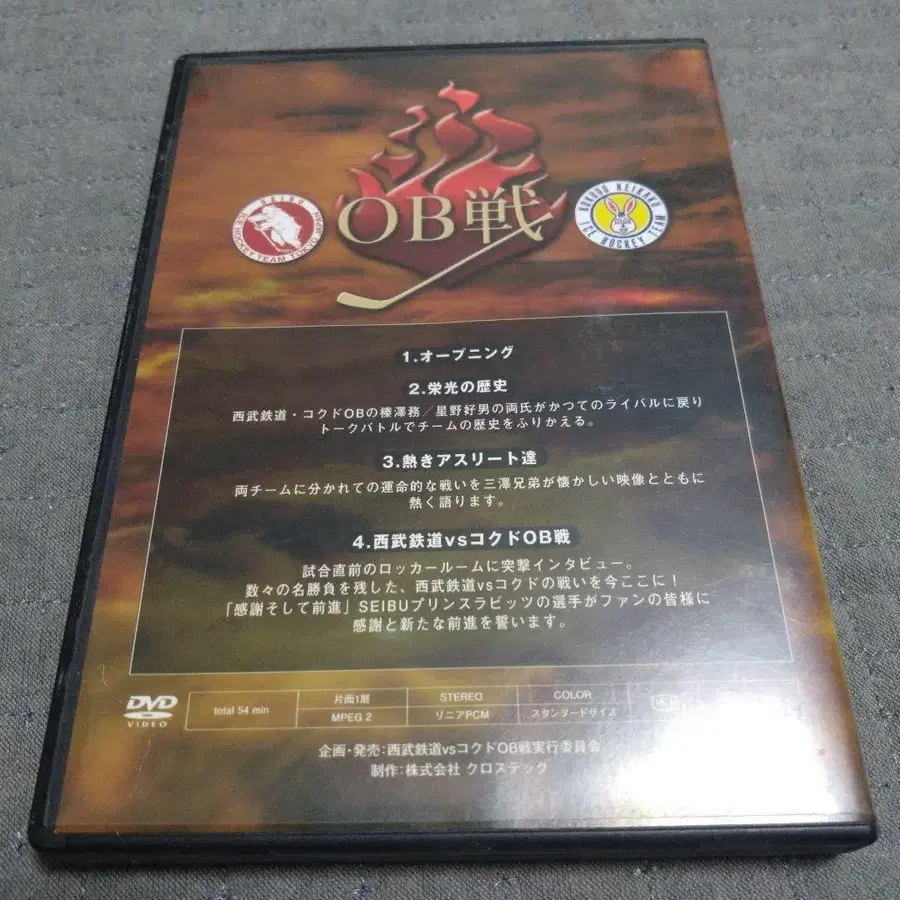 OB戦
SEIBU
ICE HOCKEY TEAM TOKYO JAPAN
KOKUDO KEIKAKU
ICE HOCKEY TEAM
1.オープニング
2.栄光の歴史
西武鉄道・コクドOBの榛澤務／星野好男の両氏がかつてのライバルに戻り
トークバトルでチームの歴史をふりかえる。
3.熱きアスリート達
両チームに分かれての運命的な戦いを三澤兄弟が懐かしい映像とともに
熱く語ります。
4.西武鉄道vsコクドOB戦
試合直前のロッカールームに突撃インタビュー。
数々の名勝負を残した、西武鉄道vsコクドの戦いを今ここに！
「感謝そして前進」SEIBUプリンスラビッツの選手がファンの皆様に
感謝と新たな前進を誓います。
DVD
VIDEO
total 54 min
片面1層
MPEG 2
STEREO
リニアPCM
COLOR
スタンダードサイズ
企画・発売：西武鉄道vsコクドOB戦実行委員会
制作：株式会社 クロステック